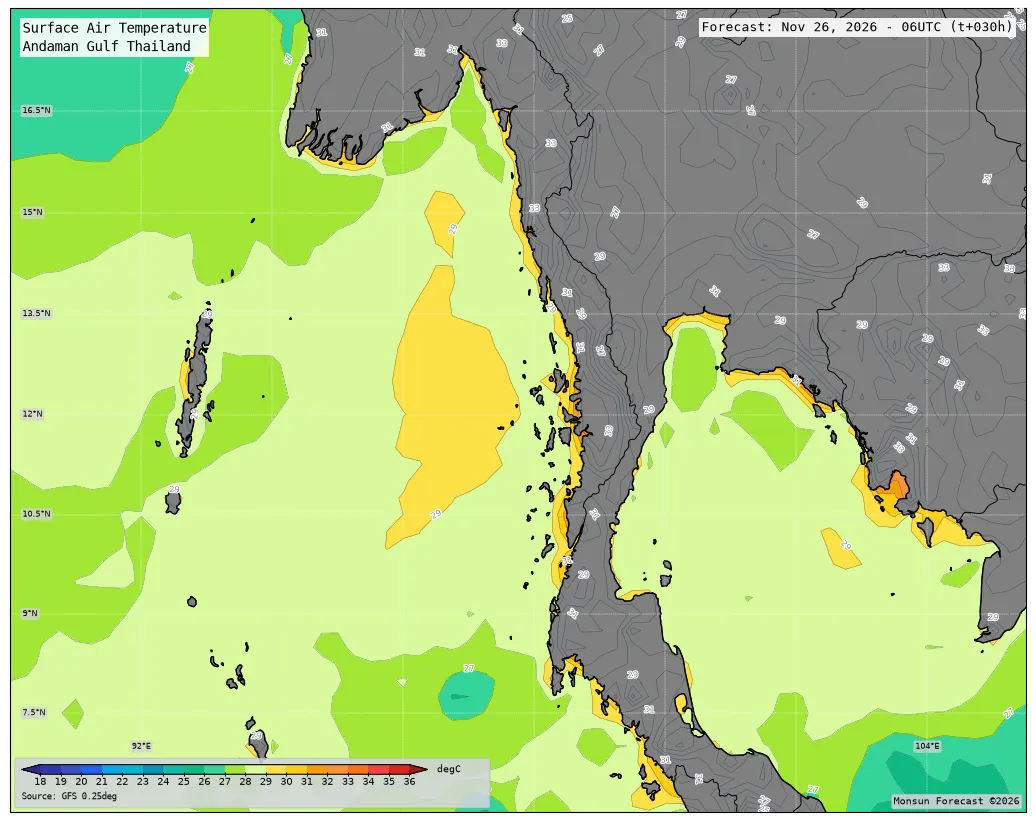 Surface Air Temperature
Andaman Gulf Thailand
Forecast: Nov 26, 2026 - 06UTC (t+030h)
16.5°N
15°N
13.5°N
12°N
10.5°N
9°N
7.5°N
92°E
104°E
18 19 20 21 22 23 24 25 26 27 28 29 30 31 32 33 34 35 36 degC
Source: GFS 0.25deg
Monsun Forecast ©2026